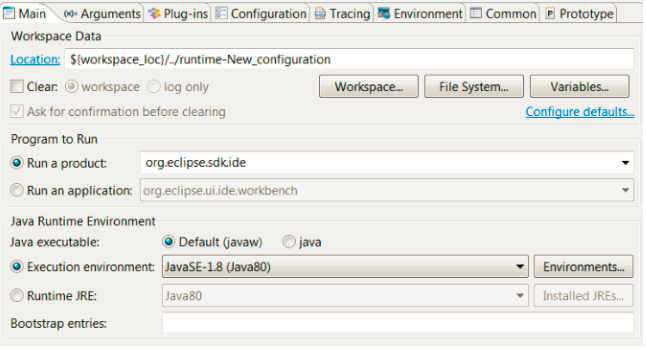 Main (x)= Arguments Plug-ins Configuration Tracing Environment Common P Prototype
Workspace Data
Location: ${workspace_loc}/../runtime-New_configuration
Clear: workspace log only Workspace... File System... Variables...
Ask for confirmation before clearing Configure defaults...
Program to Run
Run a product: org.eclipse.sdk.ide
Run an application: org.eclipse.ui.ide.workbench
Java Runtime Environment
Java executable: Default (javaw) java
Execution environment: JavaSE-1.8 (Java80) Environments...
Runtime JRE: Java80 Installed JREs...
Bootstrap entries: